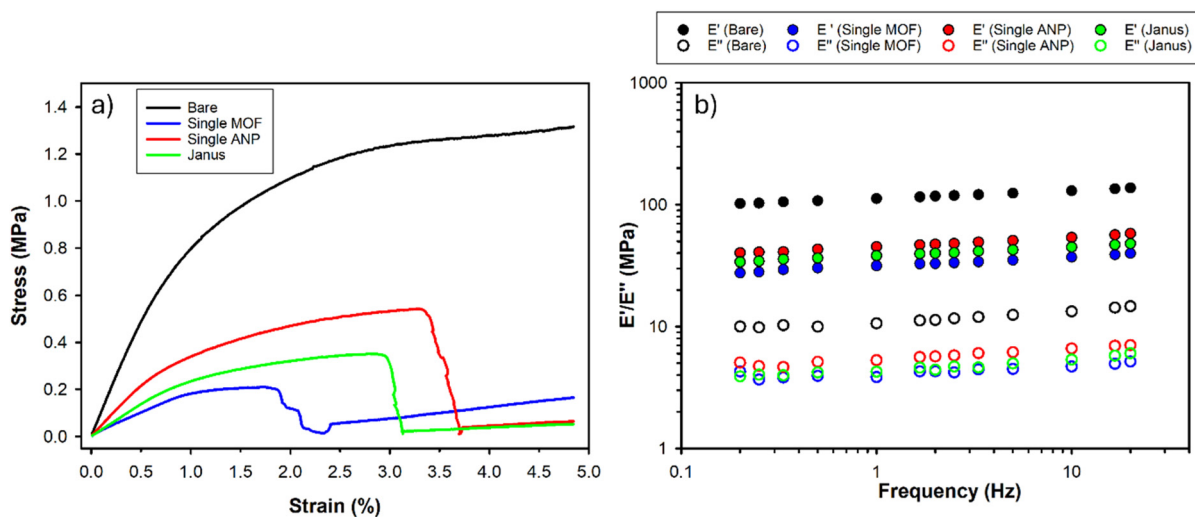 E' (Bare) E ' (Single MOF) E' (Single ANP) E' (Janus)
E" (Bare) E" (Single MOF) E" (Single ANP) E" (Janus)
a)
Bare
Single MOF
Single ANP
Janus
1.4
1.2
1.0
0.8
0.6
0.4
0.2
0.0
Stress (MPa)
0.0 0.5 1.0 1.5 2.0 2.5 3.0 3.5 4.0 4.5 5.0
Strain (%)
b)
1000
100
10
1
E'/E" (MPa)
0.1 1 10
Frequency (Hz)